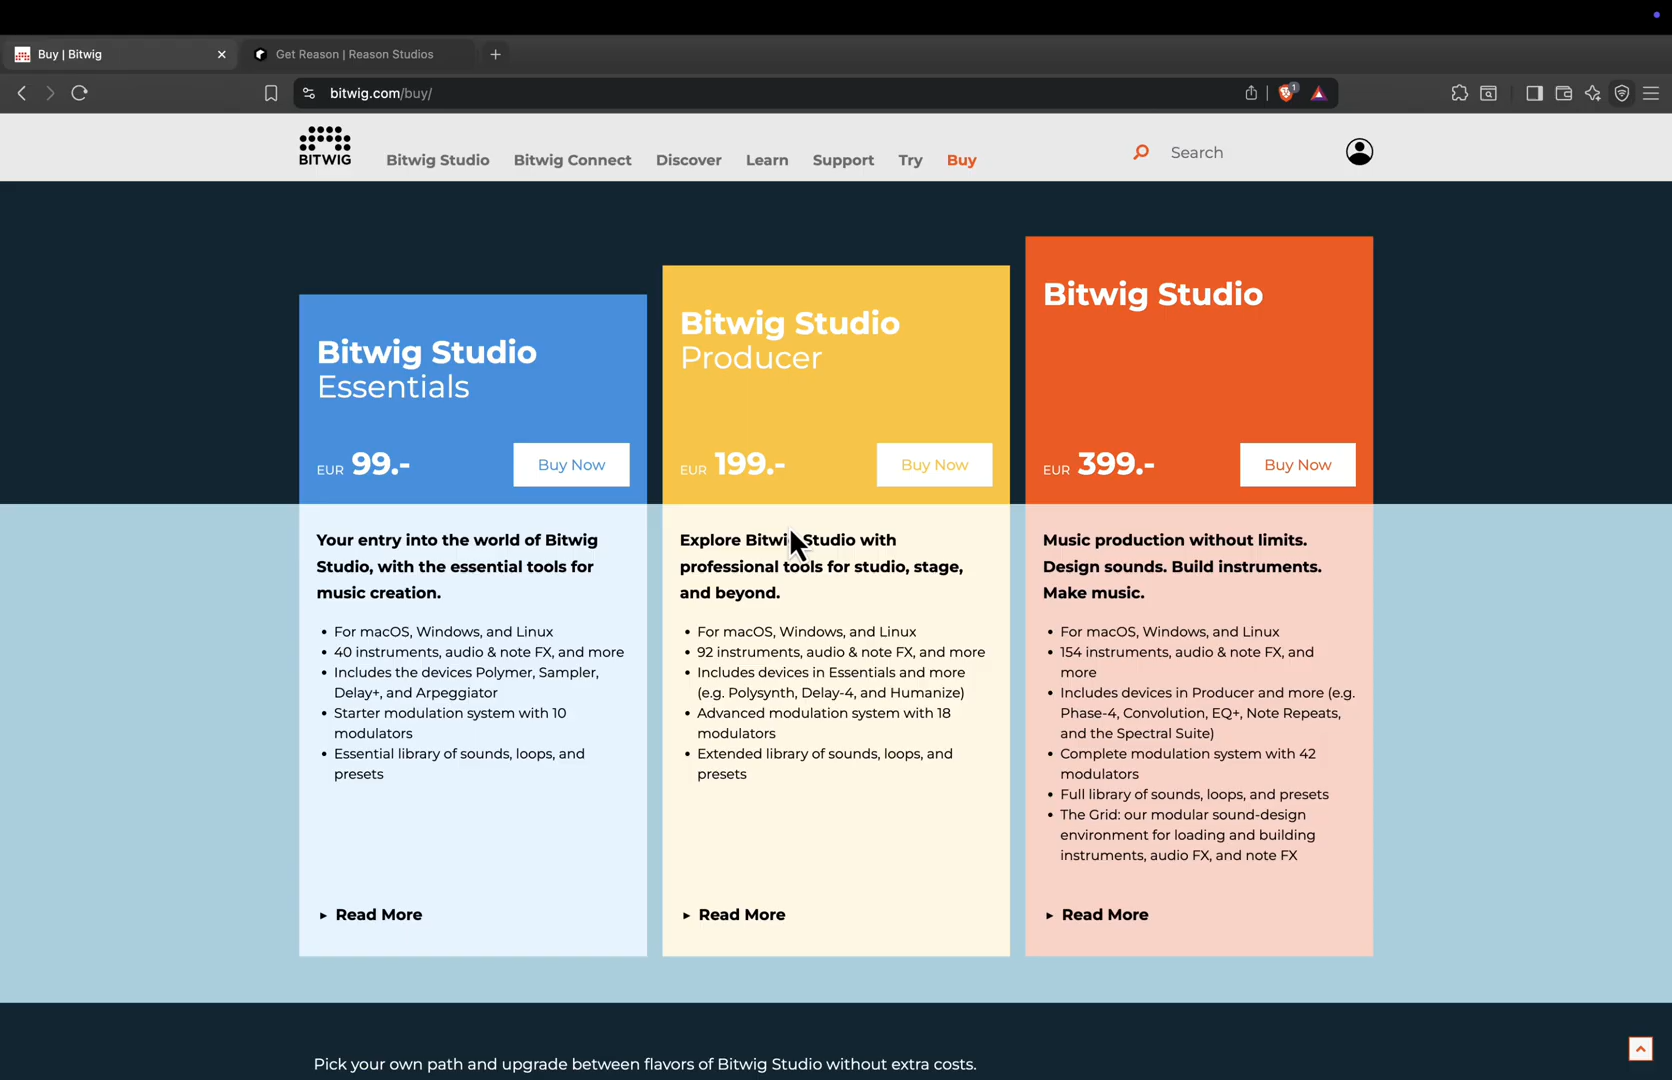 Buy | Bitwig
Get Reason | Reason Studios
bitwig.com/buy/
1
BITWIG
Bitwig Studio
Bitwig Connect
Discover
Learn
Support
Try
Buy
Search
Bitwig Studio
Essentials
EUR 99.-
Buy Now
Your entry into the world of Bitwig
Studio, with the essential tools for
music creation.
• For macOS, Windows, and Linux
• 40 instruments, audio & note FX, and more
• Includes the devices Polymer, Sampler,
Delay+, and Arpeggiator
• Starter modulation system with 10
modulators
• Essential library of sounds, loops, and
presets
Read More
Bitwig Studio
Producer
EUR 199.-
Buy Now
Explore Bitwig Studio with
professional tools for studio, stage,
and beyond.
• For macOS, Windows, and Linux
• 92 instruments, audio & note FX, and more
• Includes devices in Essentials and more
(e.g. Polysynth, Delay-4, and Humanize)
• Advanced modulation system with 18
modulators
• Extended library of sounds, loops, and
presets
Read More
Bitwig Studio
EUR 399.-
Buy Now
Music production without limits.
Design sounds. Build instruments.
Make music.
• For macOS, Windows, and Linux
• 154 instruments, audio & note FX, and
more
• Includes devices in Producer and more (e.g.
Phase-4, Convolution, EQ+, Note Repeats,
and the Spectral Suite)
• Complete modulation system with 42
modulators
• Full library of sounds, loops, and presets
• The Grid: our modular sound-design
environment for loading and building
instruments, audio FX, and note FX
Read More
Pick your own path and upgrade between flavors of Bitwig Studio without extra costs.